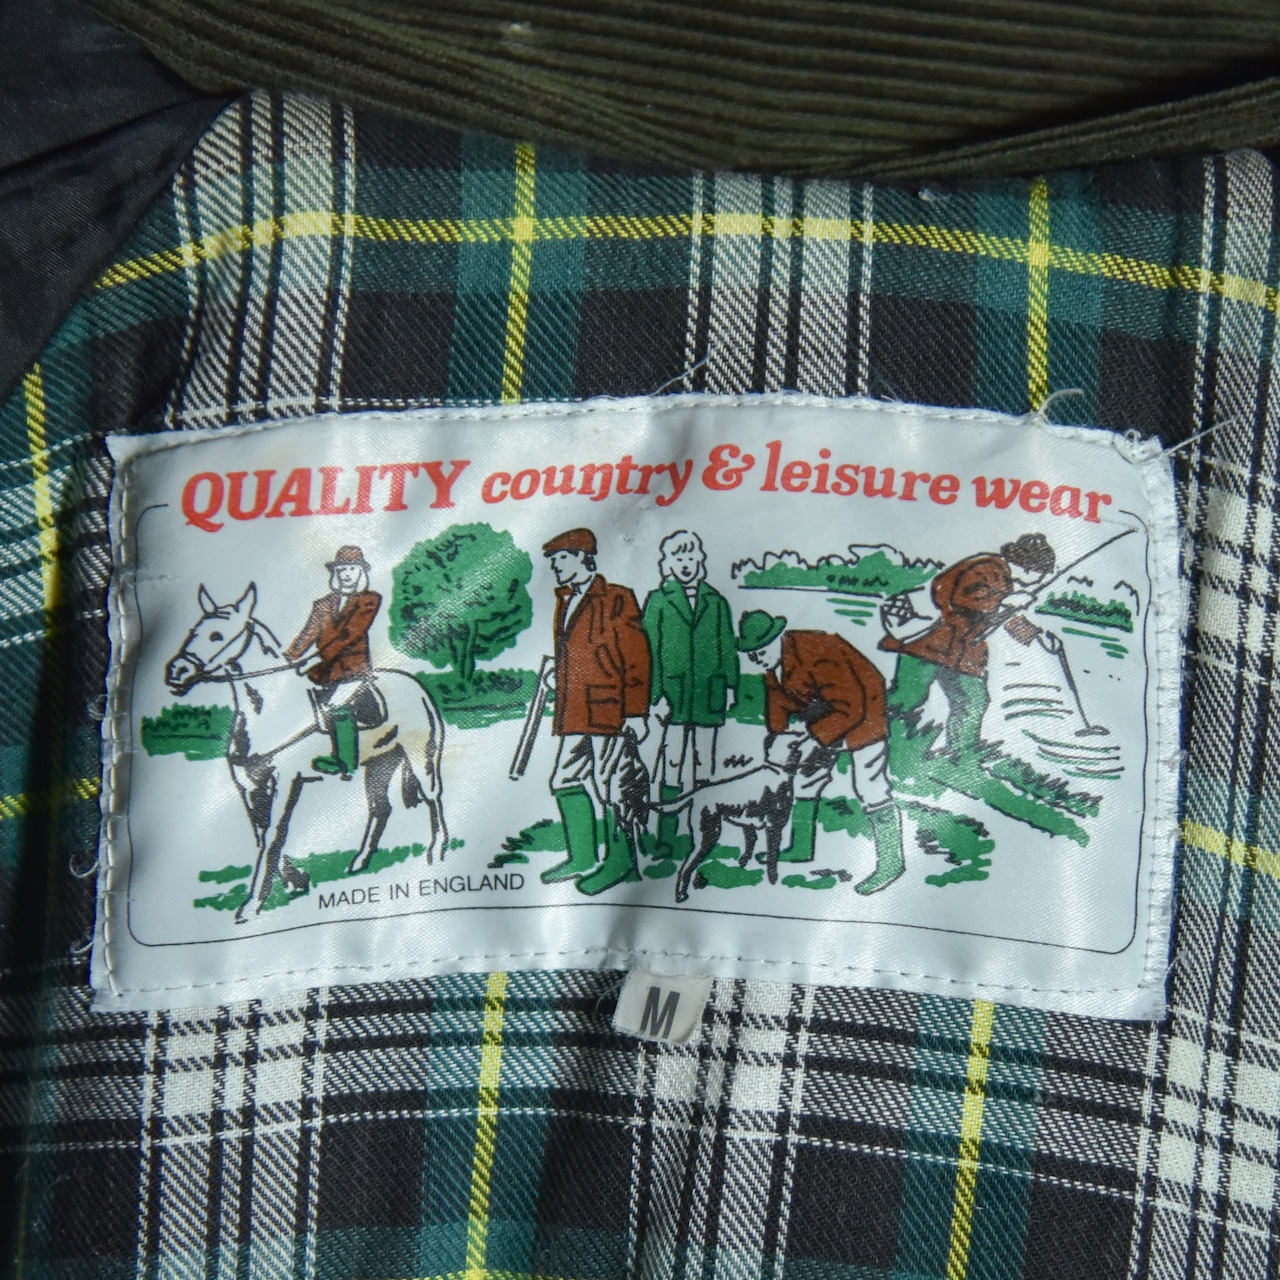 QUALITY country & leisure wear
MADE IN ENGLAND
M